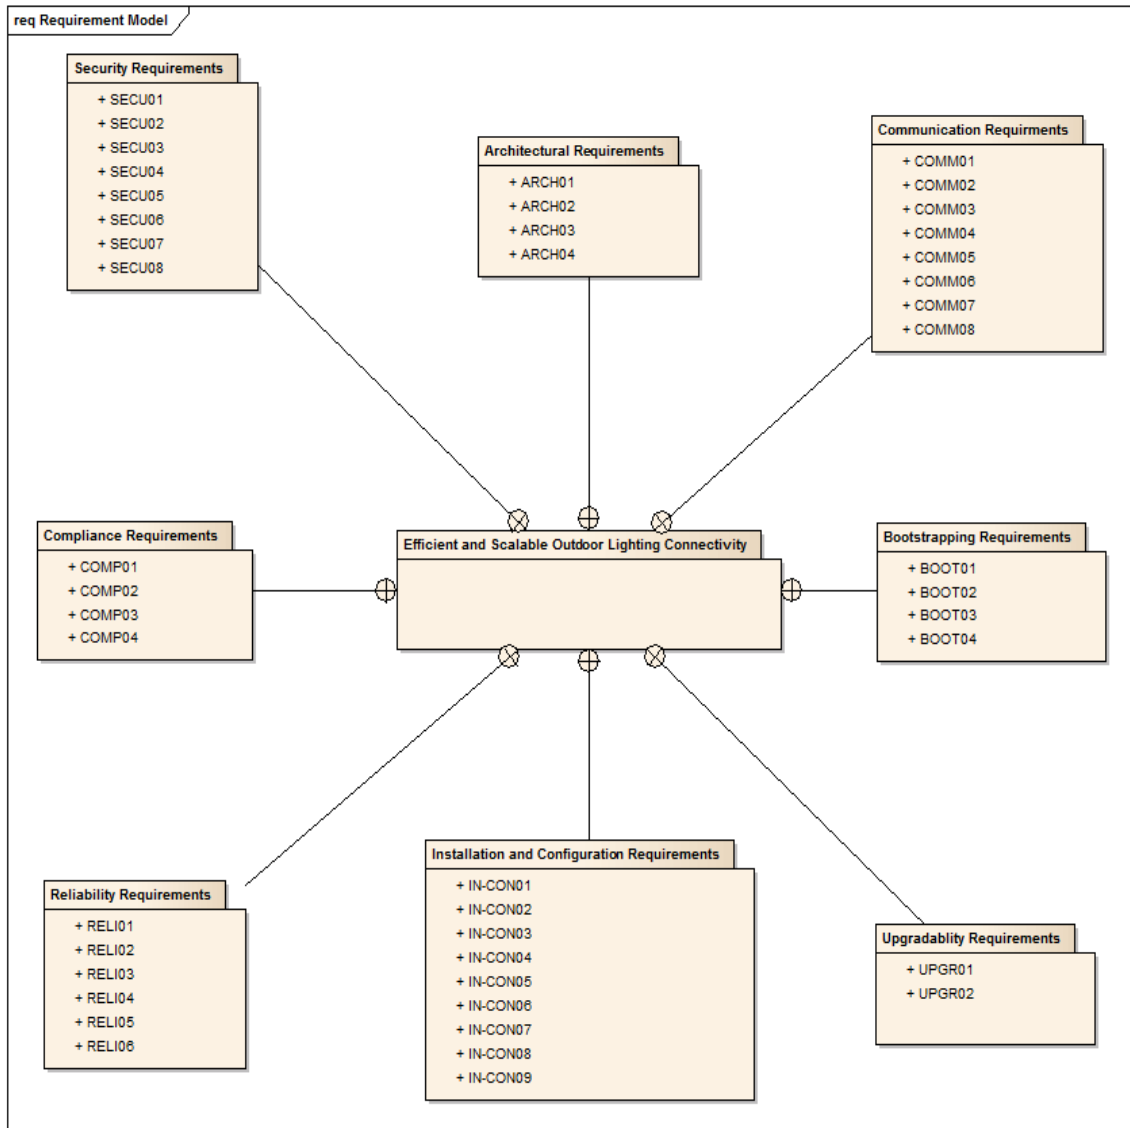 req Requirement Model
Security Requirements
+ SECU01
+ SECU02
+ SECU03
+ SECU04
+ SECU05
+ SECU06
+ SECU07
+ SECU08
Architectural Requirements
+ ARCH01
+ ARCH02
+ ARCH03
+ ARCH04
Communication Requirments
+ COMM01
+ COMM02
+ COMM03
+ COMM04
+ COMM05
+ COMM06
+ COMM07
+ COMM08
Compliance Requirements
+ COMP01
+ COMP02
+ COMP03
+ COMP04
Efficient and Scalable Outdoor Lighting Connectivity
Bootstrapping Requirements
+ BOOT01
+ BOOT02
+ BOOT03
+ BOOT04
Reliability Requirements
+ RELI01
+ RELI02
+ RELI03
+ RELI04
+ RELI05
+ RELI06
Installation and Configuration Requirements
+ IN-CON01
+ IN-CON02
+ IN-CON03
+ IN-CON04
+ IN-CON05
+ IN-CON06
+ IN-CON07
+ IN-CON08
+ IN-CON09
Upgradablity Requirements
+ UPGR01
+ UPGR02